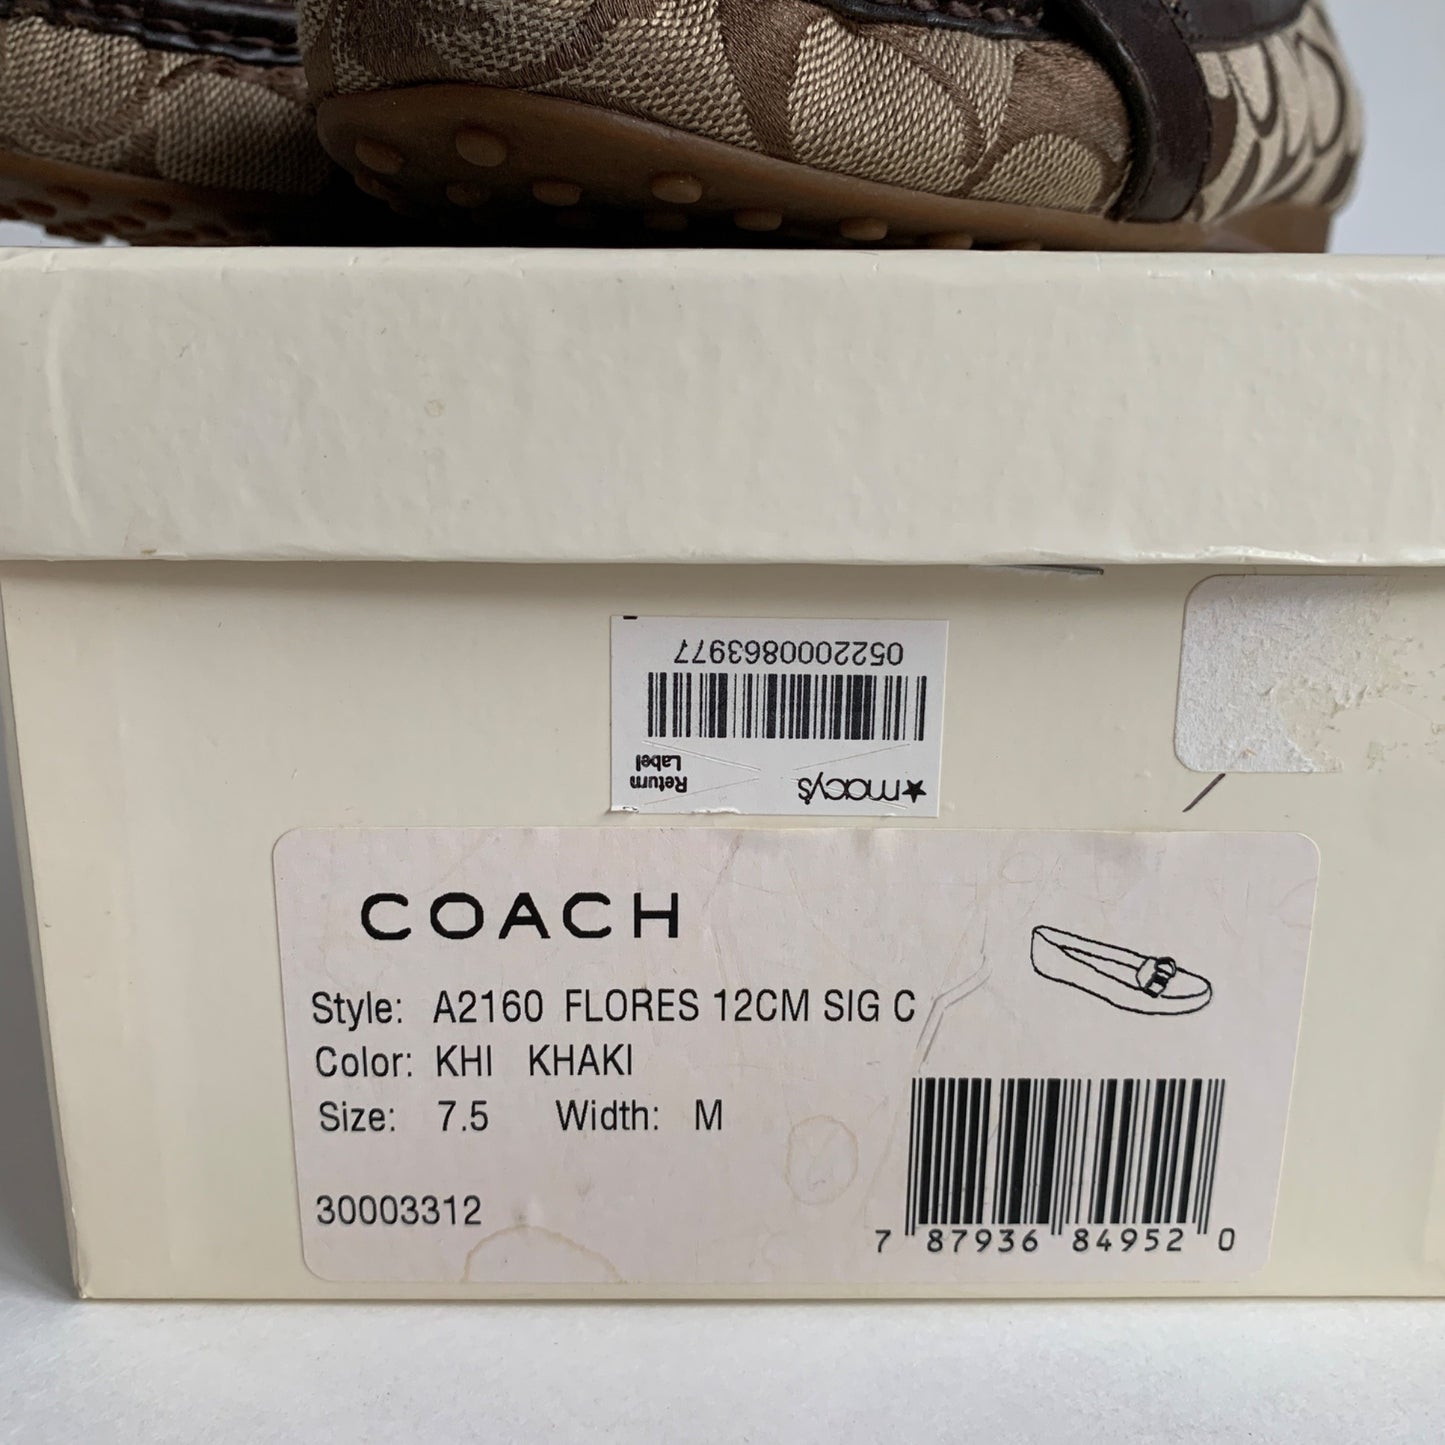 0522000863977
Return
Label
macy's
COACH
Style: A2160 FLORES 12CM SIG C
Color: KHI KHAKI
Size: 7.5 Width: M
30003312
7 87936 84952 0